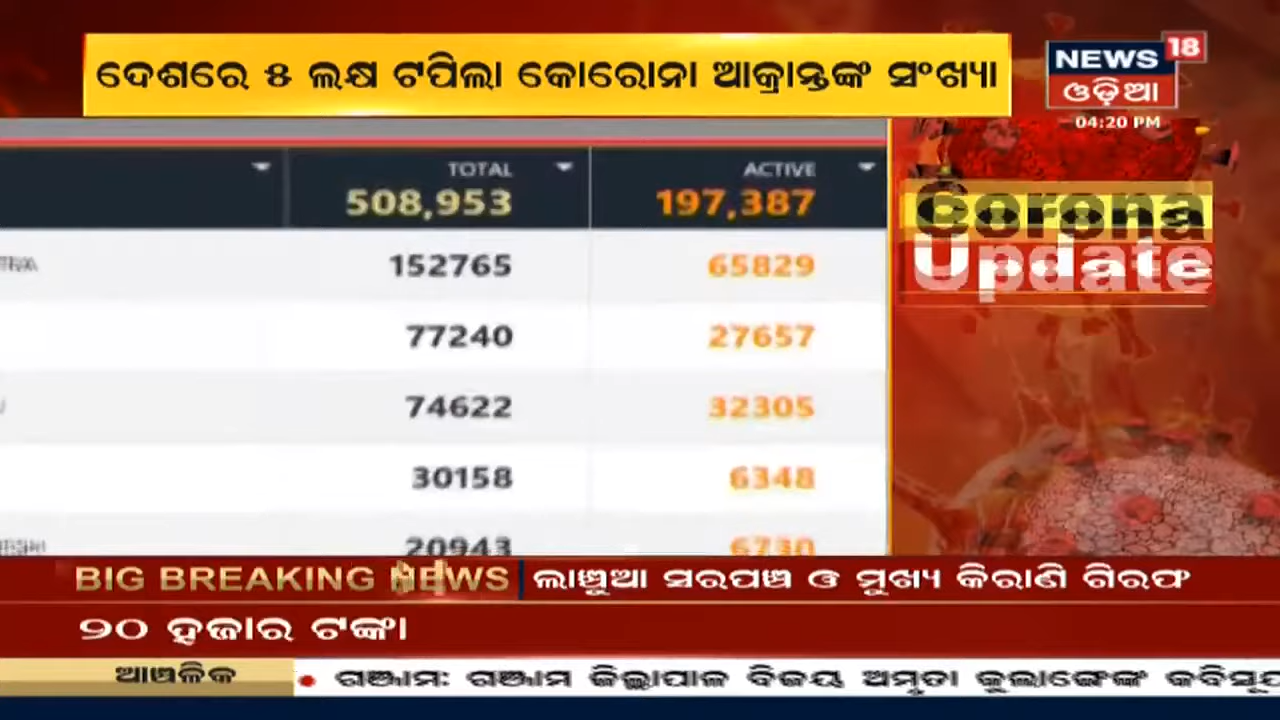 ଦେଶରେ ୫ ଲକ୍ଷ ଟପିଲା କୋରୋନା ଆକ୍ରାନ୍ତଙ୍କ ସଂଖ୍ୟା
NEWS 18
ଓଡ଼ିଆ
04:20 PM
TOTAL ACTIVE
508,953 197,387
152765 65829
77240 27657
74622 32305
30158 6348
20943 6730
Corona
Update
BIG BREAKING NEWS ଲାଞ୍ଚୁଆ ସରପଞ୍ଚ ଓ ମୁଖ୍ୟ କିରାଣି ଗିରଫ
୨୦ ହଜାର ଟଙ୍କା
ଆଞ୍ଚଳିକ • ଗଞ୍ଜାମ: ଗଞ୍ଜାମ ଜିଲ୍ଲାପାଳ ବିଜୟ ଅମୃତା କୁଲାଙ୍ଗେଙ୍କ